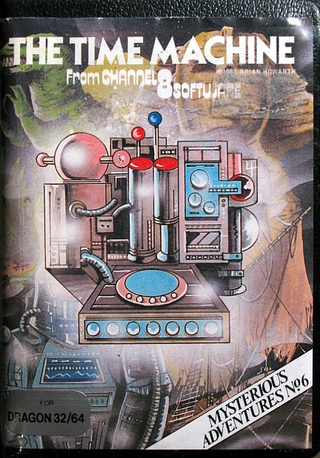 THE TIME MACHINE
From CHANNEL 8 SOFTWARE
©1983 BRIAN HOWARTH
FOR
DRAGON 32/64
MYSTERIOUS
ADVENTURES No6